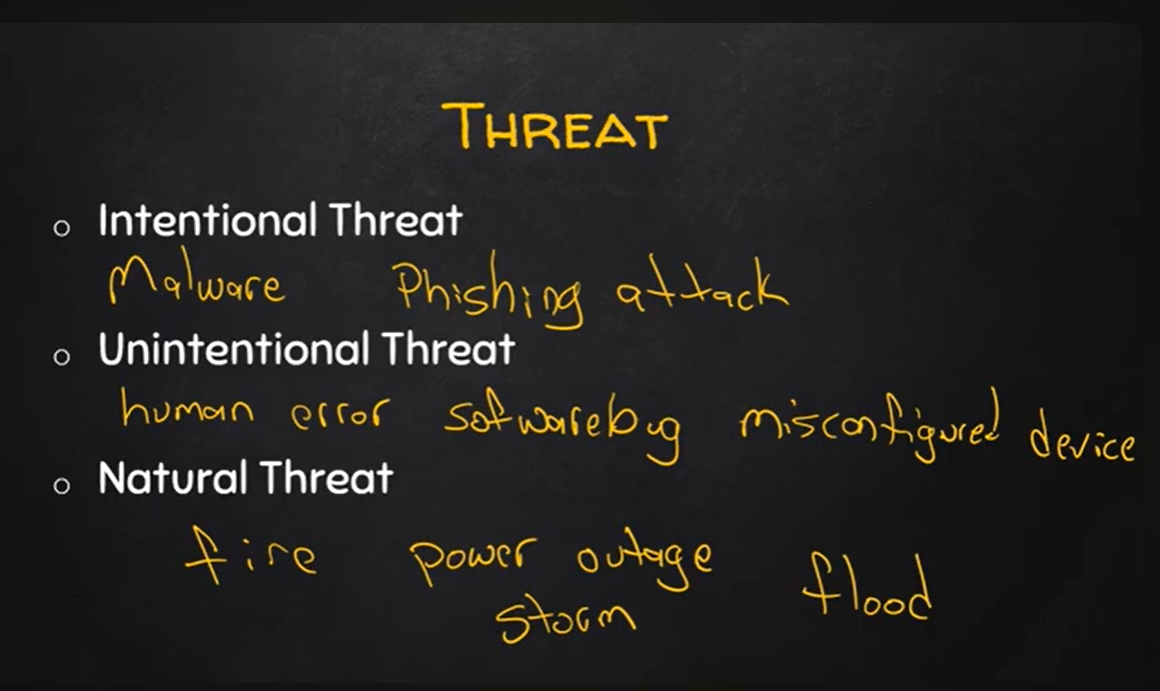 THREAT
○ Intentional Threat
Malware Phishing attack
○ Unintentional Threat
human error softwarebug misconfigured device
○ Natural Threat
fire power outage flood
storm